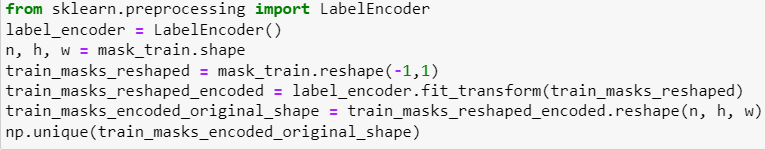 from sklearn.preprocessing import LabelEncoder
label_encoder = LabelEncoder()
n, h, w = mask_train.shape
train_masks_reshaped = mask_train.reshape(-1,1)
train_masks_reshaped_encoded = label_encoder.fit_transform(train_masks_reshaped)
train_masks_encoded_original_shape = train_masks_reshaped_encoded.reshape(n, h, w)
np.unique(train_masks_encoded_original_shape)